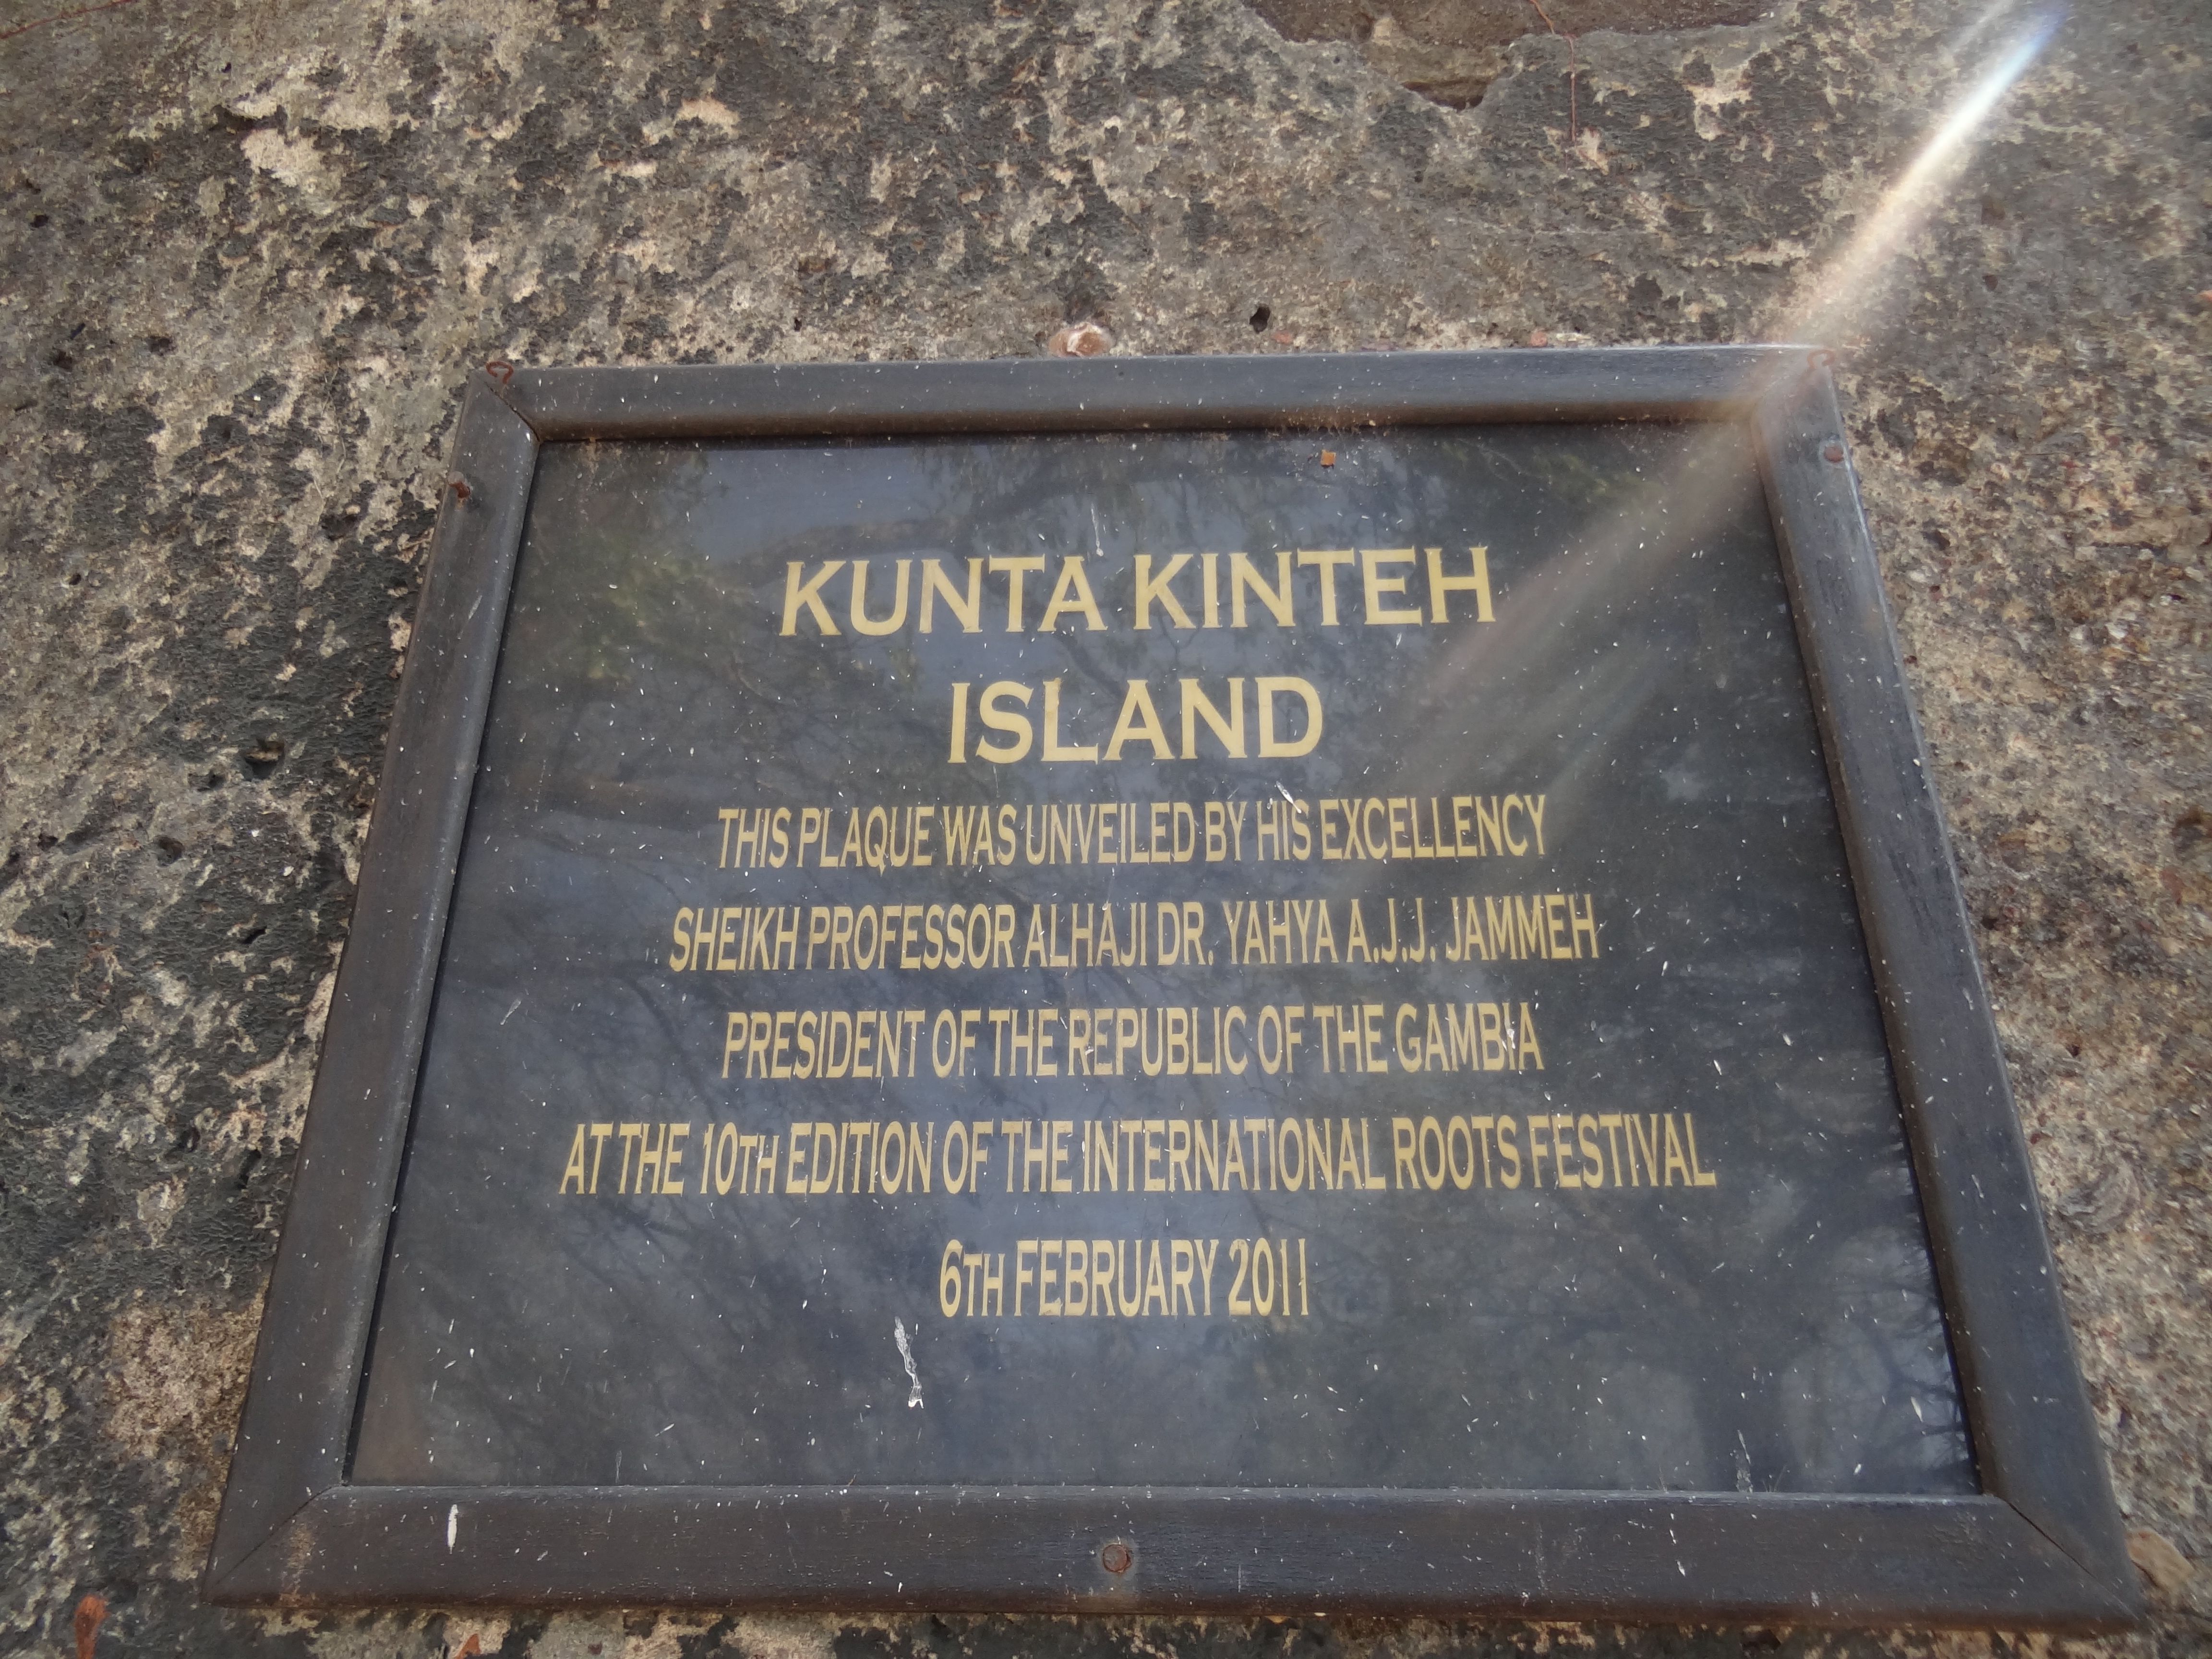 KUNTA KINTEH
ISLAND
THIS PLAQUE WAS UNVEILED BY HIS EXCELLENCY
SHEIKH PROFESSOR ALHAJI DR. YAHYA A.J.J. JAMMEH
PRESIDENT OF THE REPUBLIC OF THE GAMBIA
AT THE 10TH EDITION OF THE INTERNATIONAL ROOTS FESTIVAL
6TH FEBRUARY 2011